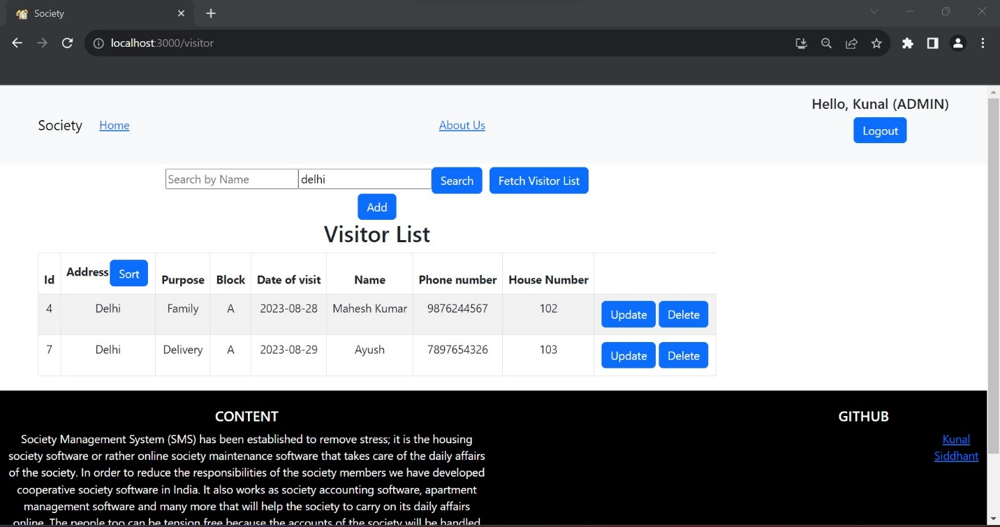 Society
localhost:3000/visitor
Hello, Kunal (ADMIN)
Society Home About Us
Logout
Search by Name delhi Search Fetch Visitor List
Add
Visitor List
Id Address Sort Purpose Block Date of visit Name Phone number House Number
4 Delhi Family A 2023-08-28 Mahesh Kumar 9876244567 102 Update Delete
7 Delhi Delivery A 2023-08-29 Ayush 7897654326 103 Update Delete
CONTENT
Society Management System (SMS) has been established to remove stress; it is the housing
society software or rather online society maintenance software that takes care of the daily affairs
of the society. In order to reduce the responsibilities of the society members we have developed
cooperative society software in India. It also works as society accounting software, apartment
management software and many more that will help the society to carry on its daily affairs
online. The people too can be tension free because the accounts of the society will be handled
GITHUB
Kunal
Siddhant